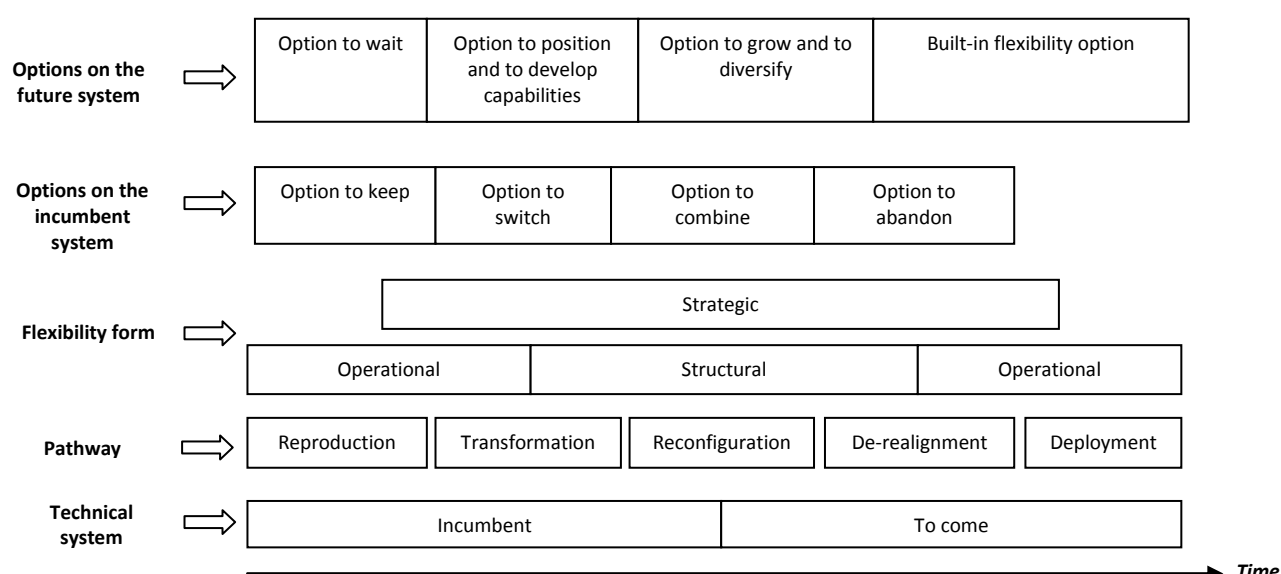 Options on the
future system
Option to wait
Option to position
and to develop
capabilities
Option to grow and to
diversify
Built-in flexibility option
Options on the
incumbent
system
Option to keep
Option to
switch
Option to
combine
Option to
abandon
Flexibility form
Strategic
Operational
Structural
Operational
Pathway
Reproduction
Transformation
Reconfiguration
De-realignment
Deployment
Technical
system
Incumbent
To come
Time